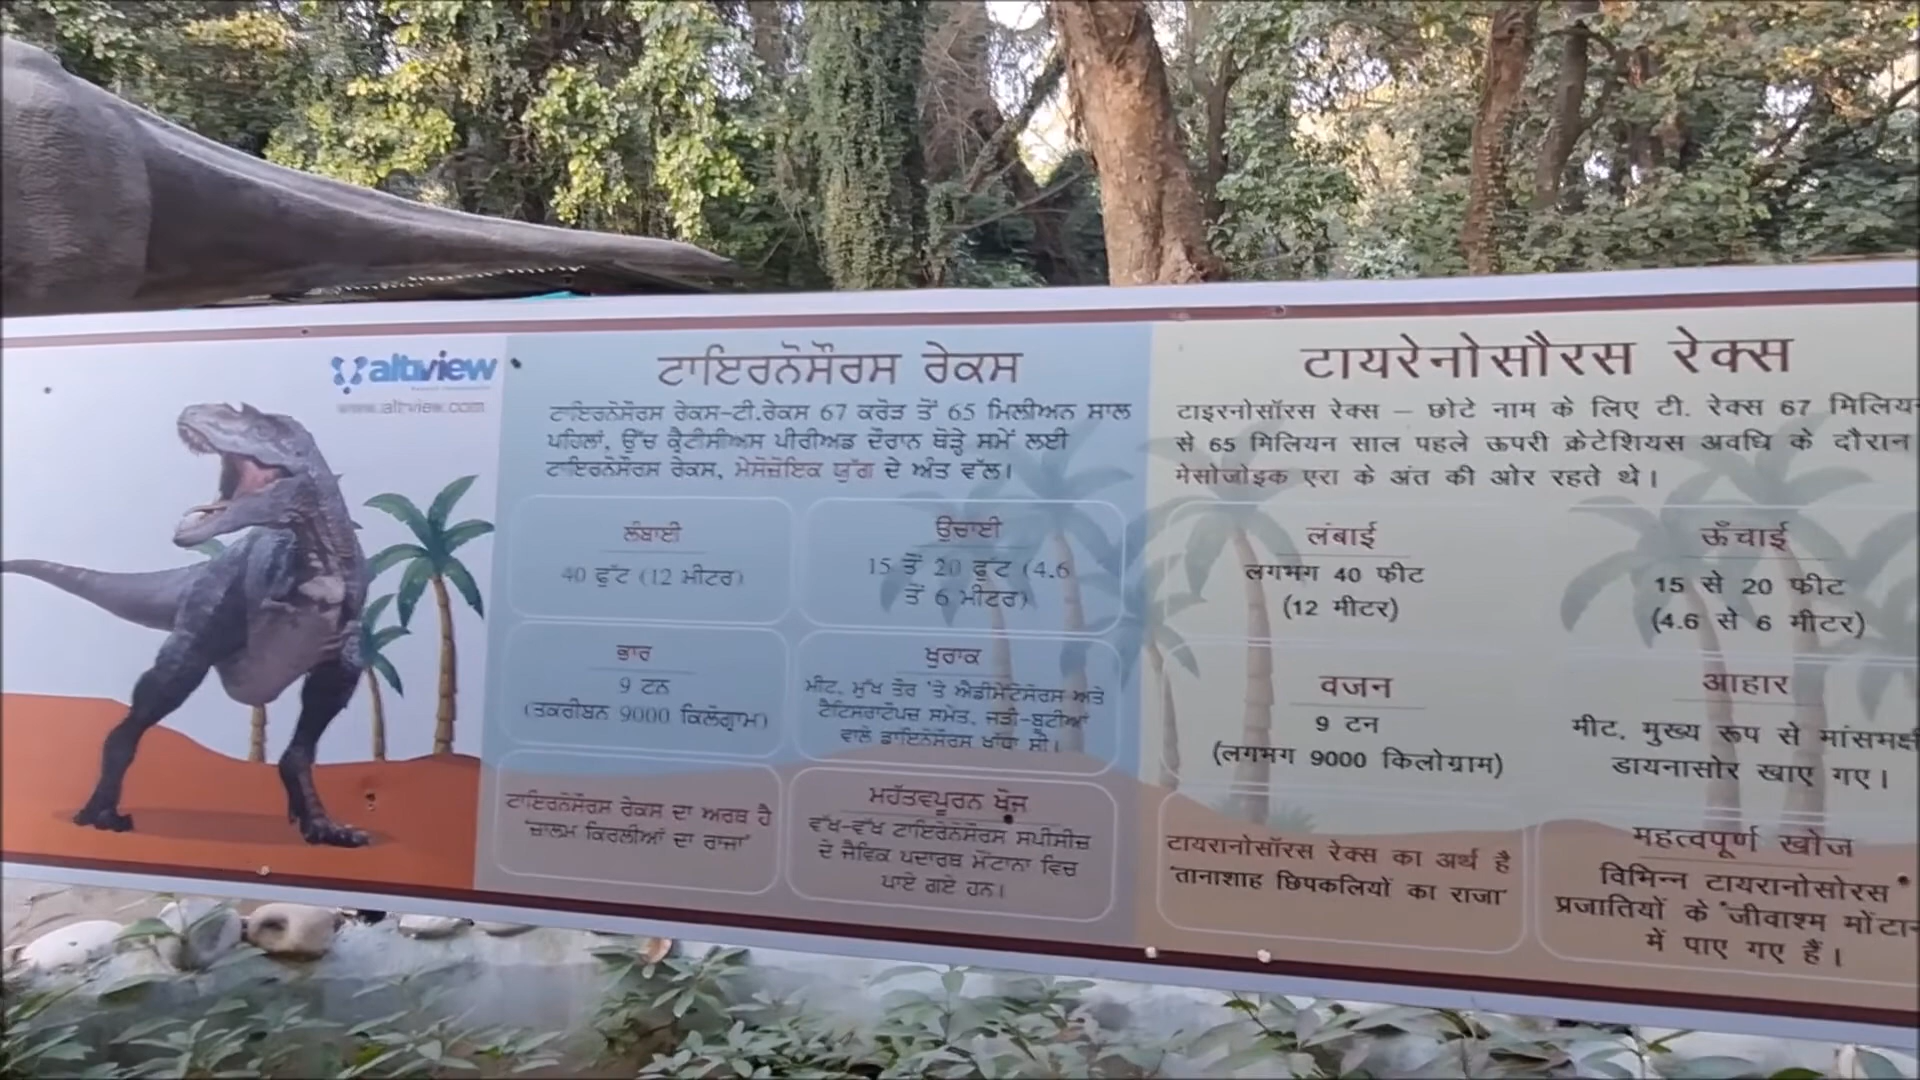 altview
www.altview.com
ਟਾਇਰਨੋਸੌਰਸ ਰੇਕਸ
ਟਾਇਰਨੋਸੌਰਸ ਰੇਕਸ-ਟੀ.ਰੇਕਸ 67 ਕਰੋੜ ਤੋਂ 65 ਮਿਲੀਅਨ ਸਾਲ
ਪਹਿਲਾਂ, ਉੱਚ ਕ੍ਰੈਟੀਸੀਅਸ ਪੀਰੀਅਡ ਦੌਰਾਨ ਥੋੜ੍ਹੇ ਸਮੇਂ ਲਈ
ਟਾਇਰਨੋਸੌਰਸ ਰੇਕਸ, ਮੇਸੋਜ਼ੋਇਕ ਯੁੱਗ ਦੇ ਅੰਤ ਵੱਲ।
ਲੰਬਾਈ
40 ਫੁੱਟ (12 ਮੀਟਰ)
ਉਚਾਈ
15 ਤੋਂ 20 ਫੁੱਟ (4.6
ਤੋਂ 6 ਮੀਟਰ)
ਭਾਰ
9 ਟਨ
(ਤਕਰੀਬਨ 9000 ਕਿਲੋਗ੍ਰਾਮ)
ਖੁਰਾਕ
ਮੀਟ, ਮੁੱਖ ਤੌਰ 'ਤੇ ਐਡੀਮੇਂਟੋਸੋਰਸ ਅਤੇ
ਸਮੇਤ, ਜੜੀ-ਬੂਟੀਆਂ
ਵਾਲੇ ਡਾਇਨੋਸੌਰਸ ਖਾਂਦਾ ਸੀ।
ਟਾਇਰਨੋਸੌਰਸ ਰੇਕਸ ਦਾ ਅਰਥ ਹੈ
'ਜ਼ਾਲਮ ਕਿਰਲੀਆਂ ਦਾ ਰਾਜਾ'
ਮਹੱਤਵਪੂਰਨ ਖੋਜ
ਵੱਖ-ਵੱਖ ਟਾਇਰੇਨੋਸੌਰਸ ਸਪੀਸੀਜ਼
ਦੇ ਜੈਵਿਕ ਪਦਾਰਥ ਮੋਂਟਾਨਾ ਵਿਚ
ਪਾਏ ਗਏ ਹਨ।
टायरेनोसौरस रेक्स
टाइरनोसॉरस रेक्स – छोटे नाम के लिए टी. रेक्स 67 मिलिय
से 65 मिलियन साल पहले ऊपरी क्रेटेशियस अवधि के दौरान
मेसोजोइक एरा के अंत की ओर रहते थे।
लंबाई
लगभग 40 फीट
(12 मीटर)
ऊँचाई
15 से 20 फीट
(4.6 से 6 मीटर)
वजन
9 टन
(लगभग 9000 किलोग्राम)
आहार
मीट, मुख्य रूप से मांसभक्षी
डायनासोर खाए गए।
टायरानोसॉरस रेक्स का अर्थ है
'तानाशाह छिपकलियों का राजा'
महत्वपूर्ण खोज
विभिन्न टायरानोसोरस
प्रजातियों के जीवाश्म मोंटान
में पाए गए हैं।